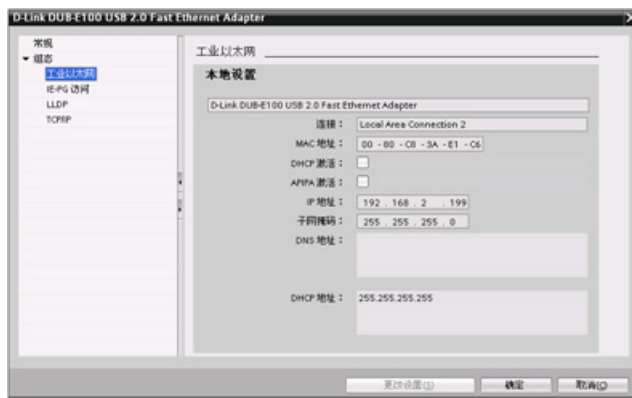 D-Link DUB-E100 USB 2.0 Fast Ethernet Adapter
常规
组态
工业以太网
IE-PG 访问
LLDP
TCP/IP
工业以太网
本地设置
D-Link DUB-E100 USB 2.0 Fast Ethernet Adapter
连接： Local Area Connection 2
MAC 地址： 00 -80 -C8 -3A -E1 -C6
DHCP 激活：
APIPA 激活：
IP 地址： 192 . 168 . 2 . 199
子网掩码： 255 . 255 . 255 . 0
DNS 地址：
DHCP 地址： 255.255.255.255
更改设置(S) 确定 取消(C)